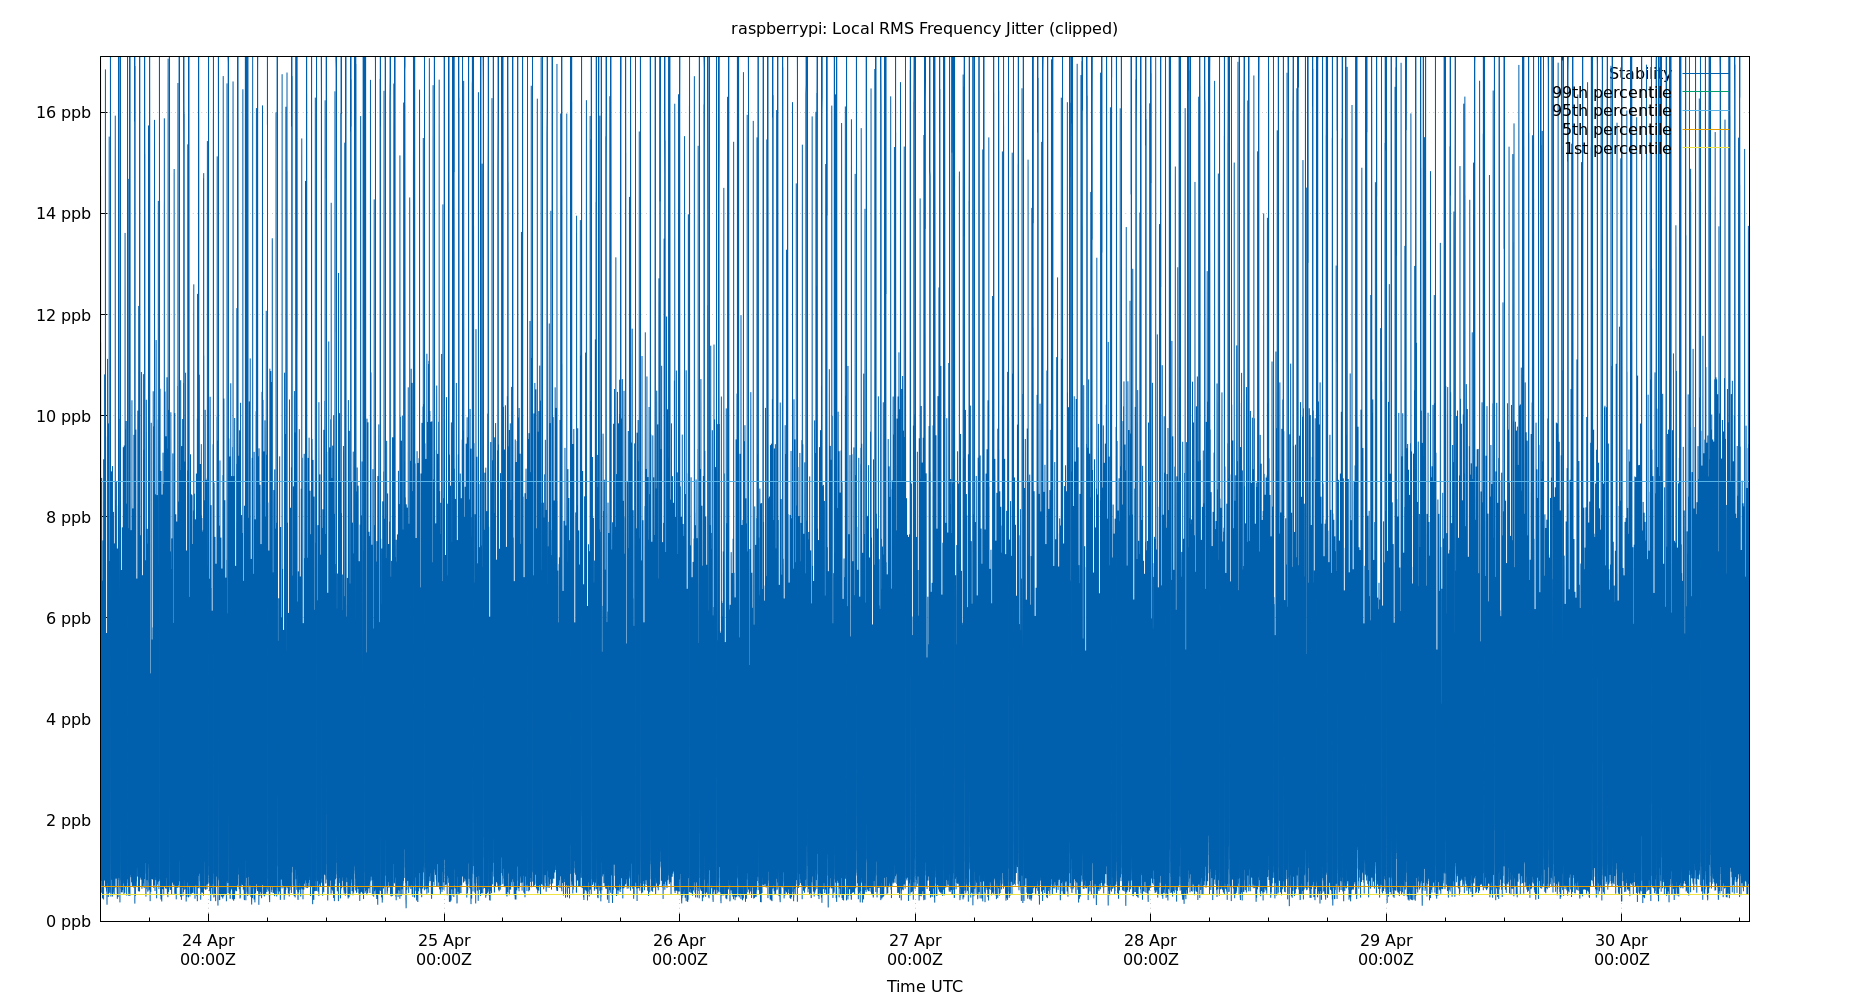 raspberrypi: Local RMS Frequency Jitter (clipped)
Stability
99th percentile
95th percentile
5th percentile
1st percentile
16 ppb
14 ppb
12 ppb
10 ppb
8 ppb
6 ppb
4 ppb
2 ppb
0 ppb
24 Apr 25 Apr 26 Apr 27 Apr 28 Apr 29 Apr 30 Apr
00:00Z 00:00Z 00:00Z 00:00Z 00:00Z 00:00Z 00:00Z
Time UTC